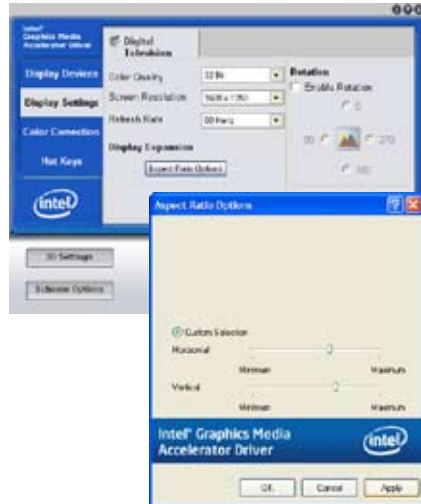 intel
Graphics Media
Accelerator Driver
Digital
Television
Display Devices
Display Settings
Color Correction
Hot Keys
Color Quality
Screen Resolution
Refresh Rate
Display Expansion
Aspect Ratio Options
Rotation
Enable Rotation
0
90
270
180
intel
3D Settings
Scheme Options
Aspect Ratio Options
Custom Selection
Horizontal
Minimum Maximum
Vertical
Minimum Maximum
Intel® Graphics Media
Accelerator Driver
intel
OK Cancel Apply